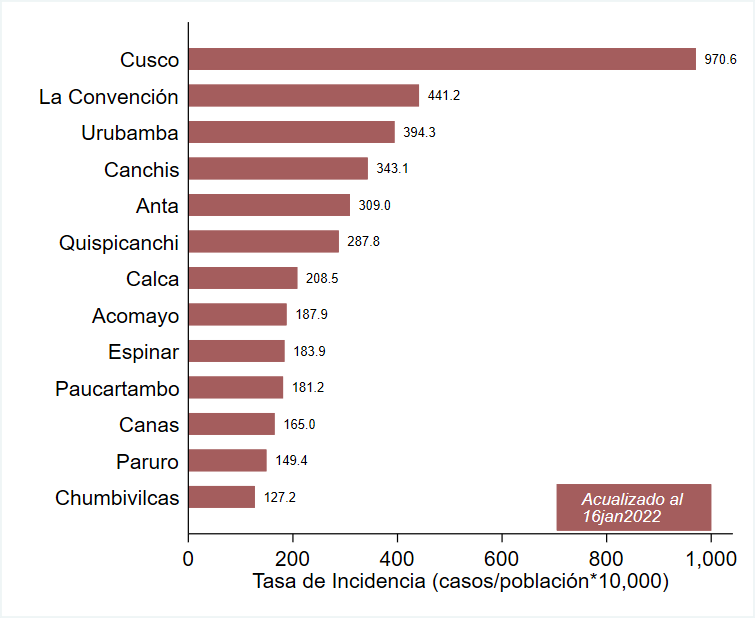 Cusco 970.6
La Convención 441.2
Urubamba 394.3
Canchis 343.1
Anta 309.0
Quispicanchi 287.8
Calca 208.5
Acomayo 187.9
Espinar 183.9
Paucartambo 181.2
Canas 165.0
Paruro 149.4
Chumbivilcas 127.2
Acualizado al
16jan2022
0 200 400 600 800 1,000
Tasa de Incidencia (casos/población*10,000)